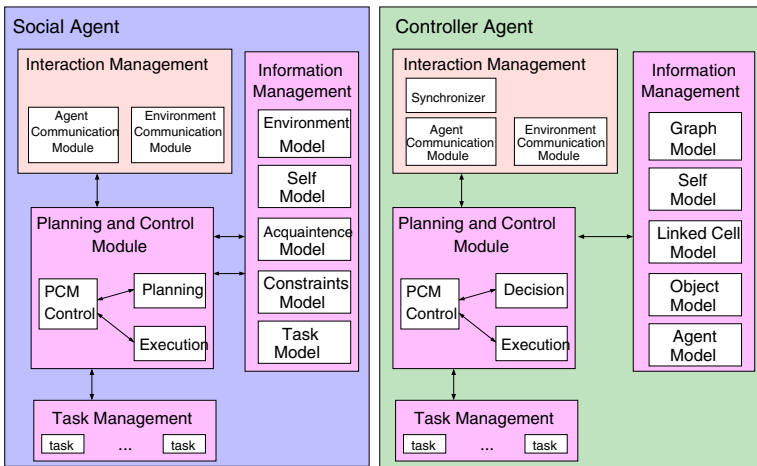 Social Agent
Interaction Management
Agent
Communication
Module
Environment
Communication
Module
Information
Management
Environment
Model
Self
Model
Acquaintence
Model
Constraints
Model
Task
Model
Planning and Control
Module
PCM
Control
Planning
Execution
Task Management
task
...
task
Controller Agent
Interaction Management
Synchronizer
Agent
Communication
Module
Environment
Communication
Module
Information
Management
Graph
Model
Self
Model
Linked Cell
Model
Object
Model
Agent
Model
Planning and Control
Module
PCM
Control
Decision
Execution
Task Management
task
...
task